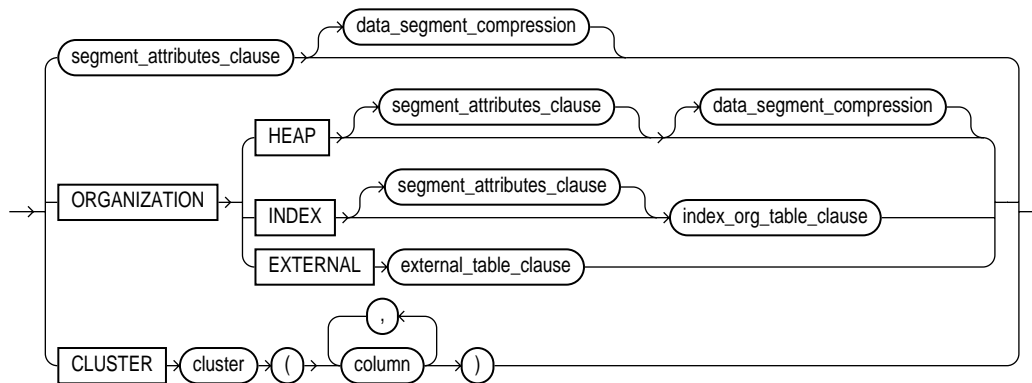 data_segment_compression
segment_attributes_clause
segment_attributes_clause data_segment_compression
HEAP
segment_attributes_clause
ORGANIZATION
INDEX index_org_table_clause
EXTERNAL external_table_clause
,
CLUSTER cluster ( column )